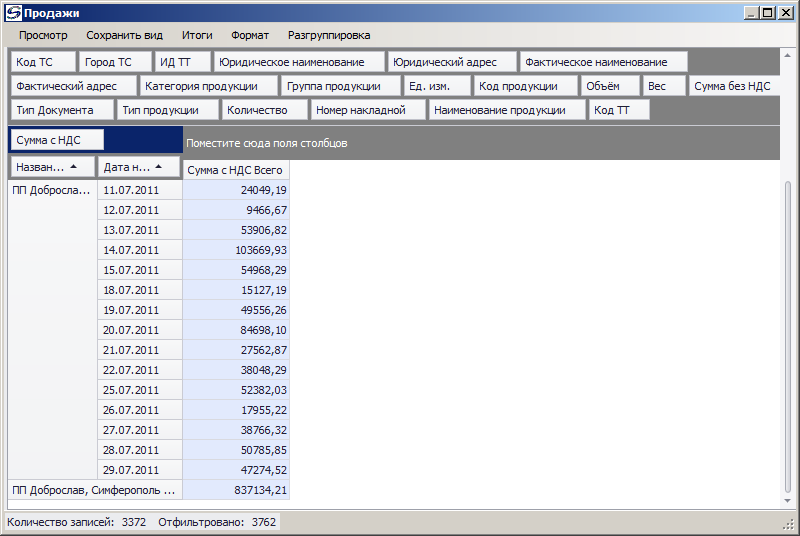 Продажи
Просмотр Сохранить вид Итоги Формат Разгруппировка
Код ТС Город ТС ИД ТТ Юридическое наименование Юридический адрес Фактическое наименование
Фактический адрес Категория продукции Группа продукции Ед. изм. Код продукции Объём Вес Сумма без НДС
Тип Документа Тип продукции Количество Номер накладной Наименование продукции Код ТТ
Сумма с НДС Поместите сюда поля столбцов
Назван... Дата н... Сумма с НДС Всего
ПП Доброслa... 11.07.2011 24049,19
12.07.2011 9466,67
13.07.2011 53906,82
14.07.2011 103669,93
15.07.2011 54968,29
18.07.2011 15127,19
19.07.2011 49556,26
20.07.2011 84698,10
21.07.2011 27562,87
22.07.2011 38048,29
25.07.2011 52382,03
26.07.2011 17955,22
27.07.2011 38766,32
28.07.2011 50785,85
29.07.2011 47274,52
ПП Доброслав, Симферополь ... 837134,21
Количество записей: 3372 Отфильтровано: 3762